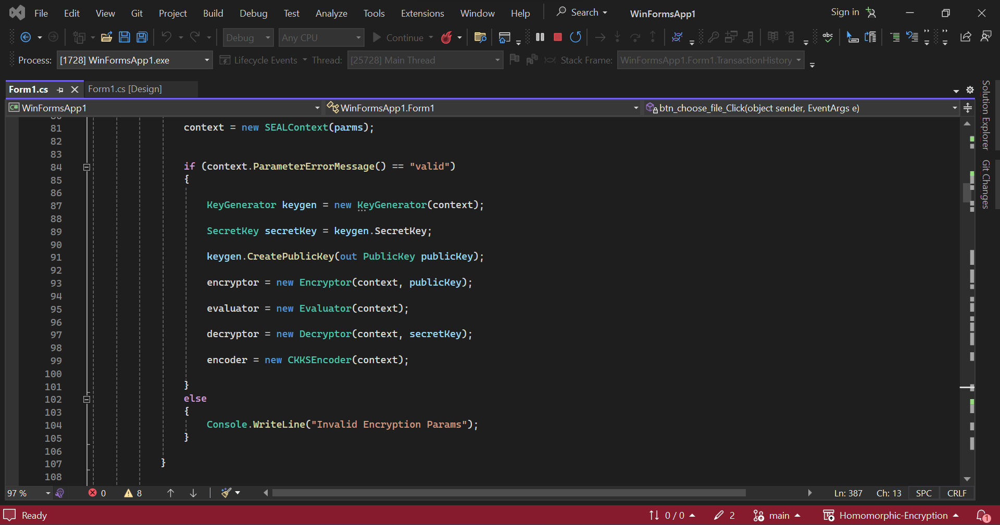 File Edit View Git Project Build Debug Test Analyze Tools Extensions Window Help Search WinFormsApp1 Sign in
Debug Any CPU Continue
Process: [1728] WinFormsApp1.exe Lifecycle Events Thread: [25728] Main Thread Stack Frame: WinFormsApp1.Form1.TransactionHistory
Form1.cs Form1.cs [Design]
C# WinFormsApp1 WinFormsApp1.Form1 btn_choose_file_Click(object sender, EventArgs e)
81 context = new SEALContext(parms);
82
83
84 if (context.ParameterErrorMessage() == "valid")
85 {
86
87 KeyGenerator keygen = new KeyGenerator(context);
88
89 SecretKey secretKey = keygen.SecretKey;
90
91 keygen.CreatePublicKey(out PublicKey publicKey);
92
93 encryptor = new Encryptor(context, publicKey);
94
95 evaluator = new Evaluator(context);
96
97 decryptor = new Decryptor(context, secretKey);
98
99 encoder = new CKKSEncoder(context);
100
101 }
102 else
103 {
104 Console.WriteLine("Invalid Encryption Params");
105 }
106
107 }
108
Solution Explorer
Git Changes
97 % 0 8 Ln: 387 Ch: 13 SPC CRLF
Ready 0 / 0 2 main Homomorphic-Encryption 1